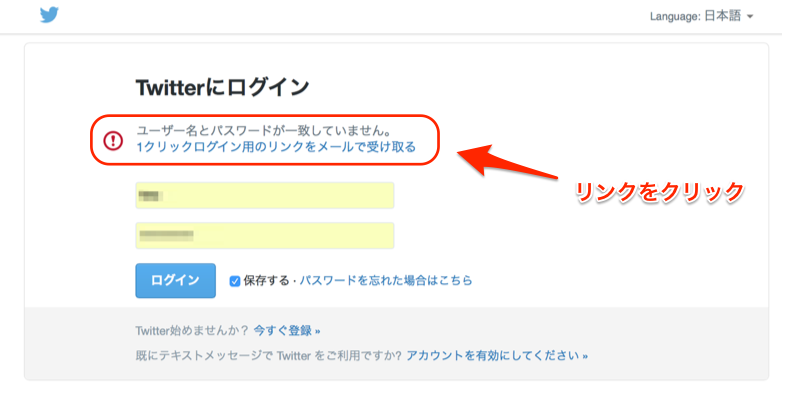 Language: 日本語
Twitterにログイン
ユーザー名とパスワードが一致していません。
1クリックログイン用のリンクをメールで受け取る
リンクをクリック
ログイン
保存する · パスワードを忘れた場合はこちら
Twitter始めませんか？ 今すぐ登録 »
既にテキストメッセージで Twitter をご利用ですか? アカウントを有効にしてください »